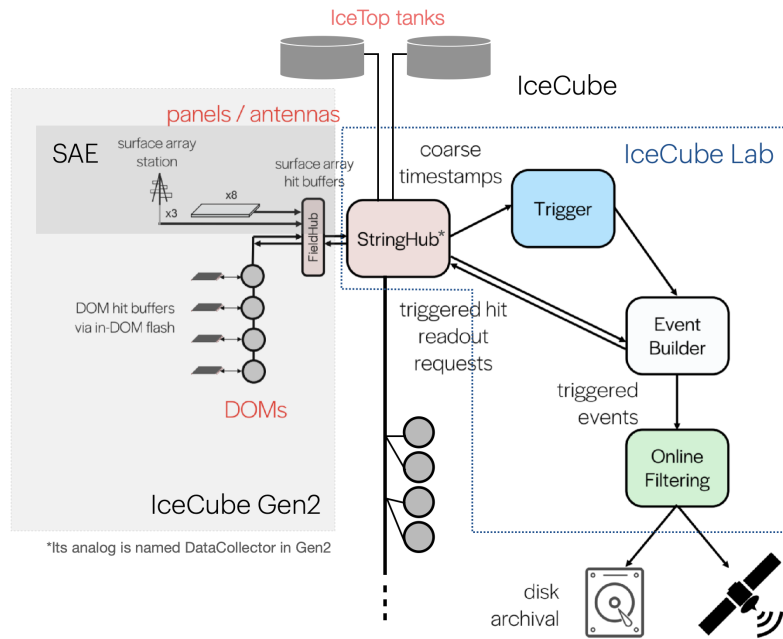 IceTop tanks
IceCube
panels / antennas
SAE
surface array
station
x8
x3
surface array
hit buffers
FieldHub
coarse
timestamps
IceCube Lab
Trigger
StringHub*
DOM hit buffers
via in-DOM flash
DOMs
triggered hit
readout
requests
Event
Builder
triggered
events
Online
Filtering
IceCube Gen2
*Its analog is named DataCollector in Gen2
disk
archival